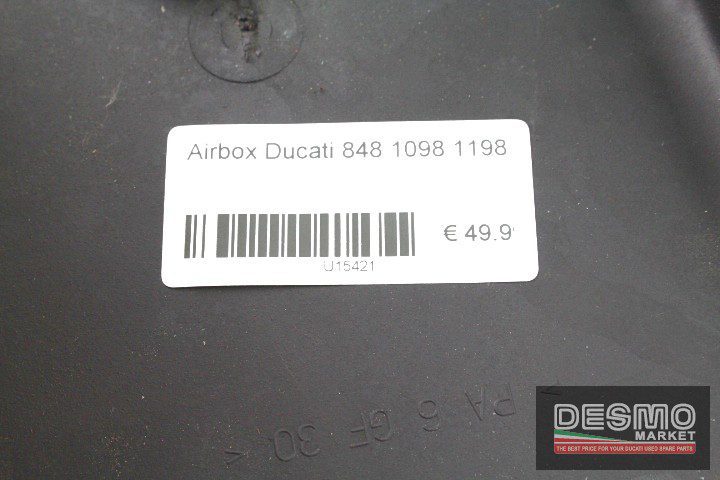 Airbox Ducati 848 1098 1198
€ 49.9
U15421
PA 6 GF 30 <
DESMO
MARKET
THE BEST PRICE FOR YOUR DUCATI USED SPARE PARTS